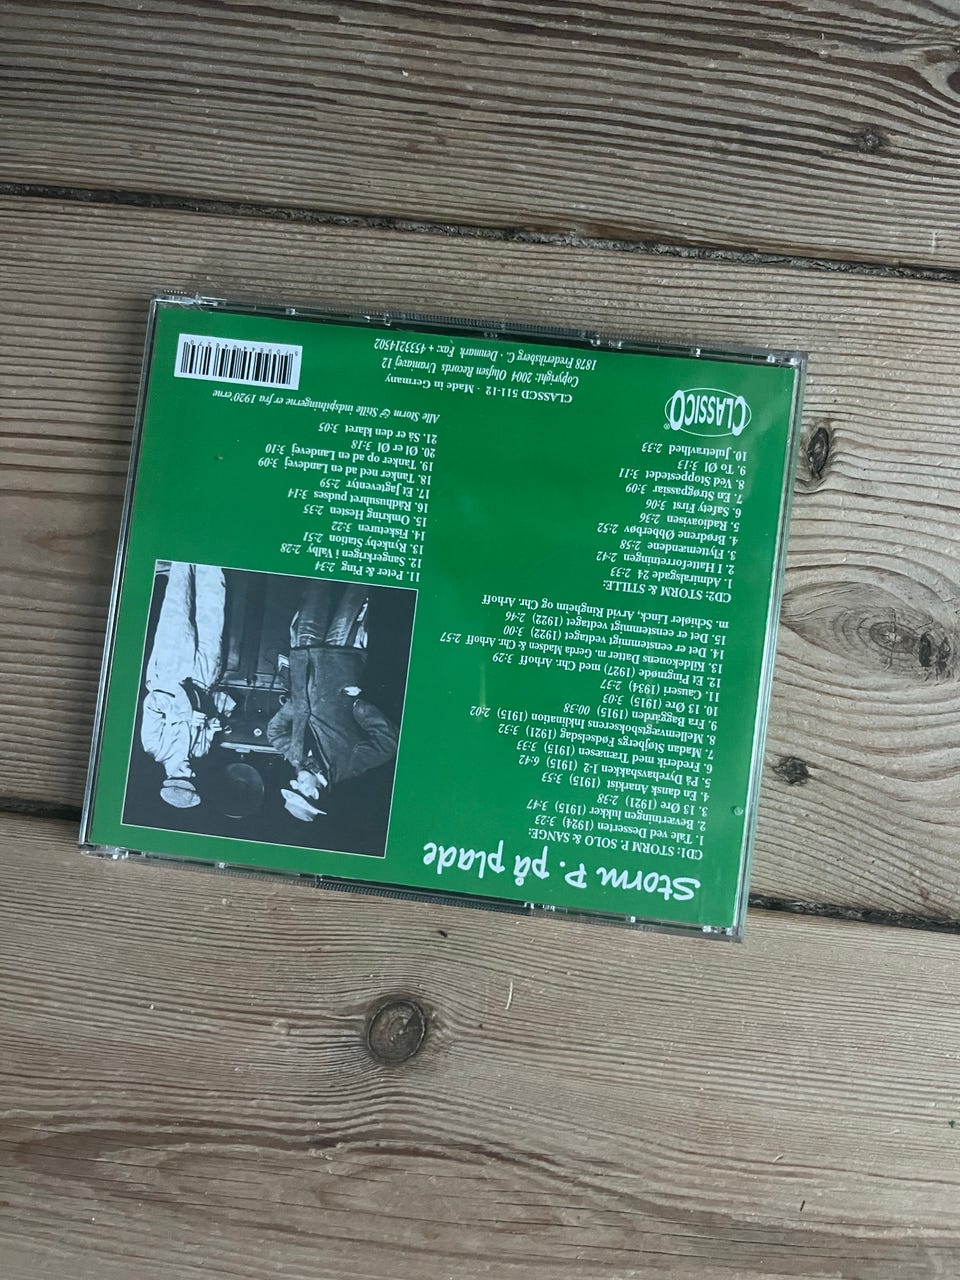 Storm P. på plade
CD1: STORM P. SOLO & SANGE:
1. Tale ved Desserten (1924) 3:23
2. Beværtningen lukker (1915) 3:47
3. 13 Øre (1921) 2:38
4. En dansk Anarkist (1915) 3:53
5. På Dyrehavsbakken 1-2 (1915) 6:42
6. Frederik med Trænæsen (1915) 3:33
7. Madan Støjbergs Fødselsdag (1921) 3:32
8. Mellemvægtsbokserens Inklination (1915) 2:02
9. Fra Baggården (1915) 00:38
10. 13 Øre (1915) 3:03
11. Causeri (1934) 2:37
12. Et Pingmøde (1927) med Chr. Arhoff 3:29
13. Kildekonens Datter m. Gerda Madsen & Chr. Arhoff 2:57
14. Det er eenstemmigt vedtaget (1922) 3:00
15. Det er eenstemmigt vedtaget (1922) 2:46
m. Schiøler Linck, Arvid Ringheim og Chr. Arhoff
CD2: STORM & STILLE:
1. Admiralsgade 24 2:33
2. I Hatteforretningen 2:42
3. Flyttemændene 2:58
4. Brødrene Øbberbøv 2:52
5. Radioavisen 2:36
6. Safety First 3:06
7. En Strøgpassiar 3:09
8. Ved Stoppestedet 3:11
9. To Øl 3:13
10. Juletravlhed 2:33
11. Peter & Ping 2:34
12. Sangerkrigen i Valby 2:28
13. Rynkeby Station 2:51
14. Fisketuren 3:22
15. Omkring Hesten 2:35
16. Rådhusuhret pudses 3:14
17. Et Jagteventyr 2:59
18. Tanker ned ad en Landevej 3:09
19. Tanker op ad en Landevej 3:10
20. Øl er Øl 3:18
21. Så er den klaret 3:05
Alle Storm & Stille indspilningerne er fra 1920'erne
CLASSICO®
CLASSCD 511-12 · Made in Germany
Copyright: 2004 Olufsen Records Uraniavej 12
1878 Frederiksberg C · Denmark Fax: + 4533214502